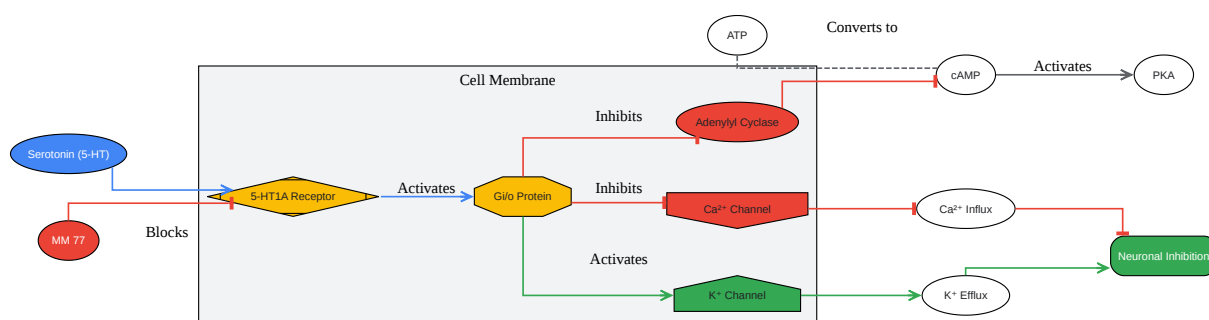 ATP
Converts to
cAMP
Activates
PKA
Cell Membrane
Inhibits
Adenylyl Cyclase
Serotonin (5-HT)
5-HT1A Receptor
Activates
Gi/o Protein
Inhibits
Ca²⁺ Channel
Ca²⁺ Influx
MM 77
Blocks
Activates
Neuronal Inhibition
K⁺ Channel
K⁺ Efflux